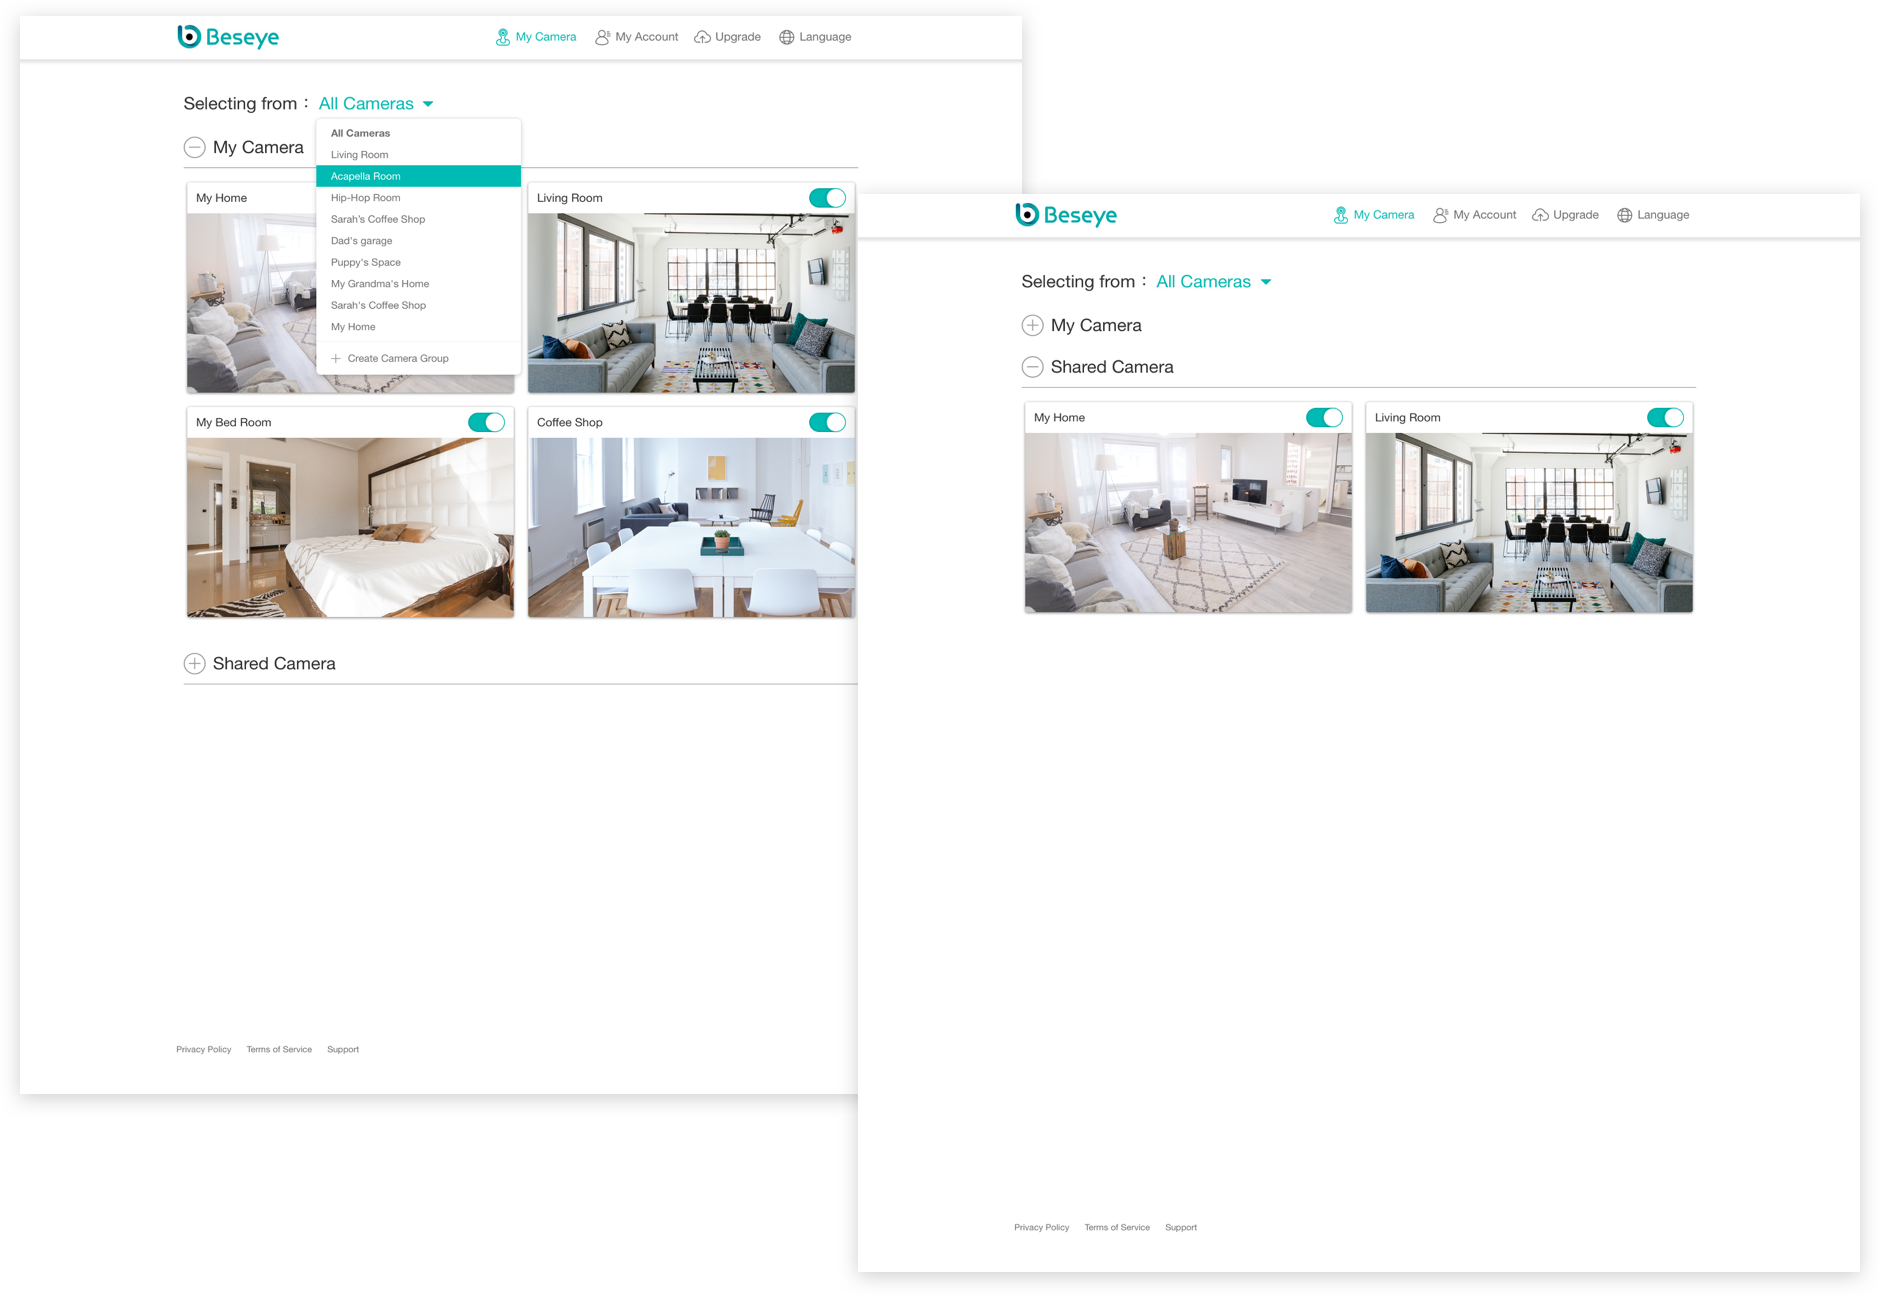 Beseye
My Camera
My Account
Upgrade
Language
Selecting from : All Cameras
All Cameras
Living Room
Acapella Room
Hip-Hop Room
Sarah's Coffee Shop
Dad's garage
Puppy's Space
My Grandma's Home
Sarah's Coffee Shop
My Home
Create Camera Group
My Camera
My Home
Living Room
My Bed Room
Coffee Shop
Shared Camera
Privacy Policy
Terms of Service
Support
Beseye
My Camera
My Account
Upgrade
Language
Selecting from : All Cameras
My Camera
Shared Camera
My Home
Living Room
Privacy Policy
Terms of Service
Support